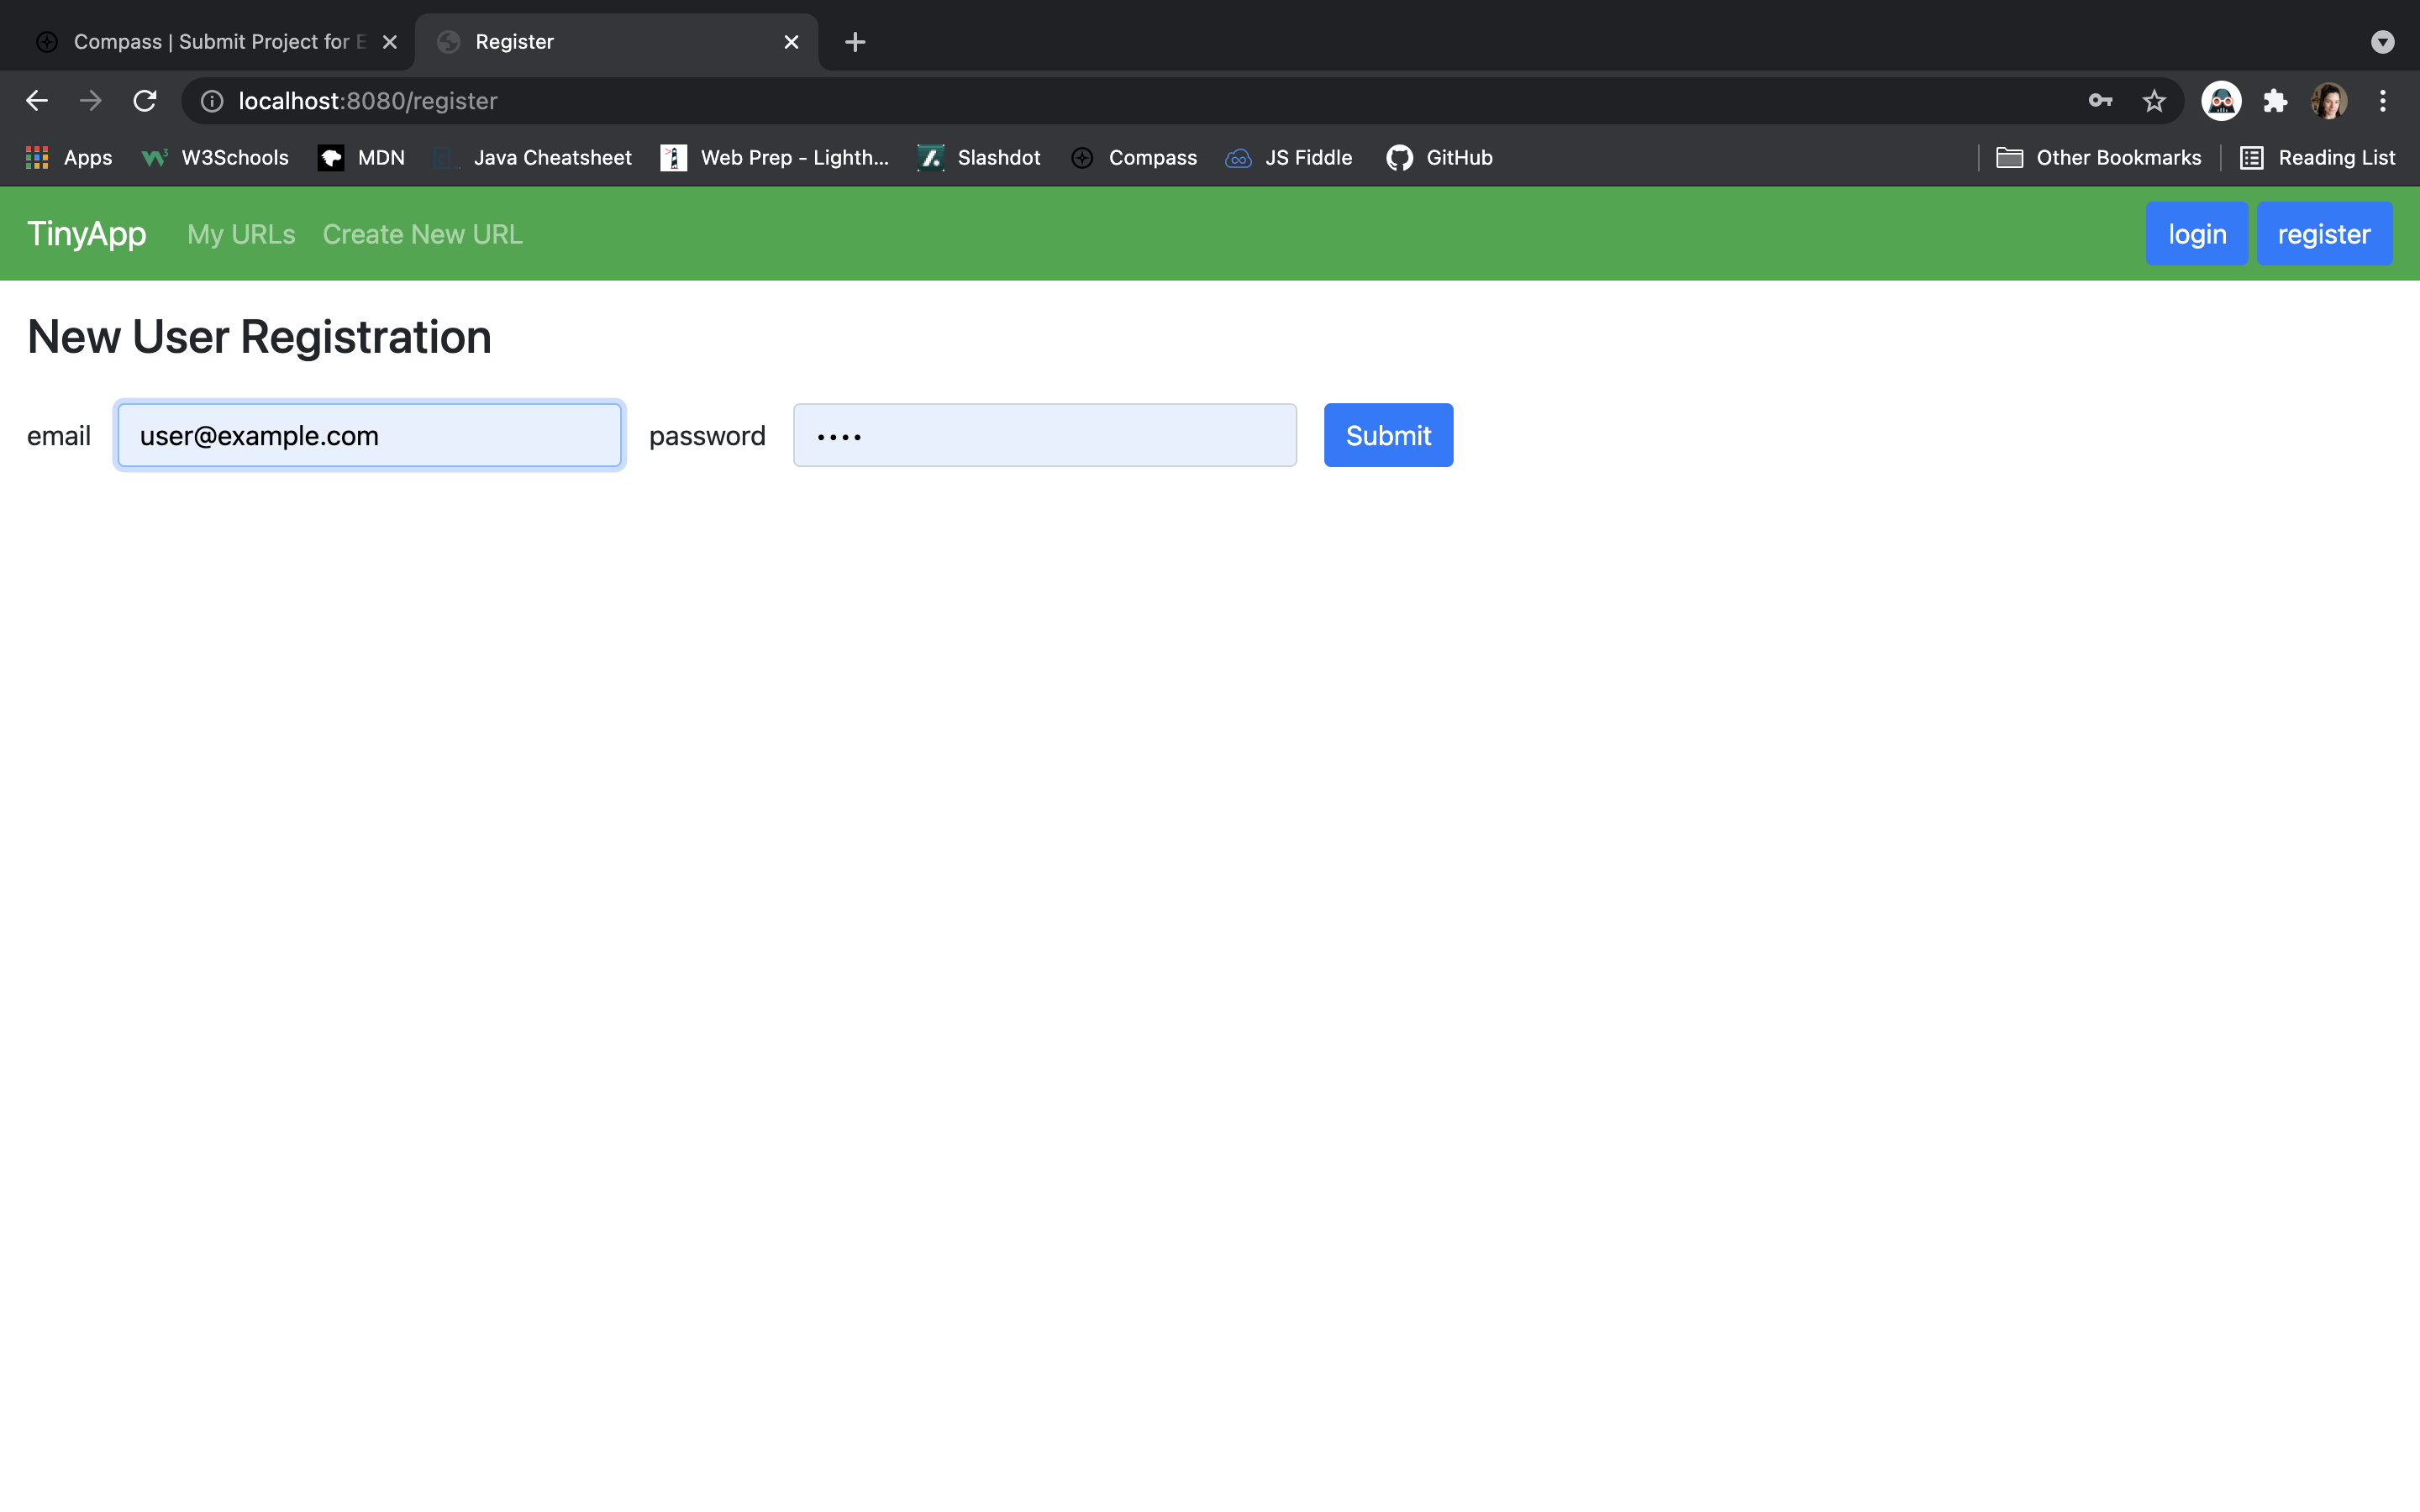 Compass | Submit Project for E
Register
localhost:8080/register
Apps W3Schools MDN Java Cheatsheet Web Prep - Lighth... Slashdot Compass JS Fiddle GitHub Other Bookmarks Reading List
TinyApp My URLs Create New URL login register
New User Registration
email user@example.com password •••• Submit